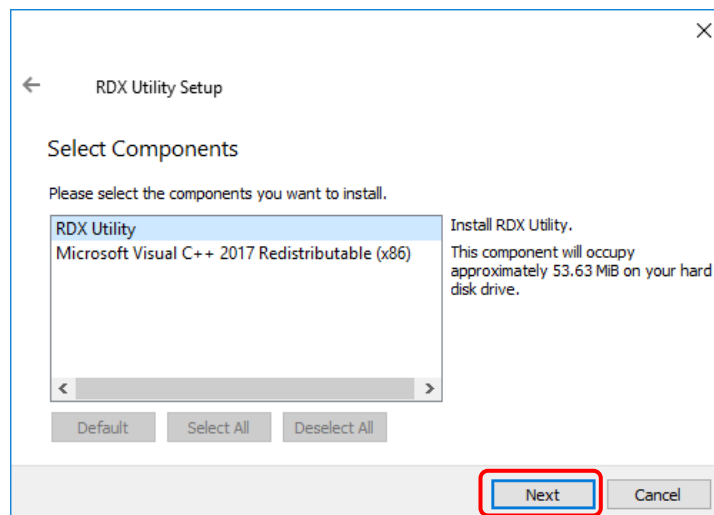 RDX Utility Setup
Select Components
Please select the components you want to install.
RDX Utility
Microsoft Visual C++ 2017 Redistributable (x86)
Install RDX Utility.
This component will occupy
approximately 53.63 MiB on your hard
disk drive.
Default
Select All
Deselect All
Next
Cancel